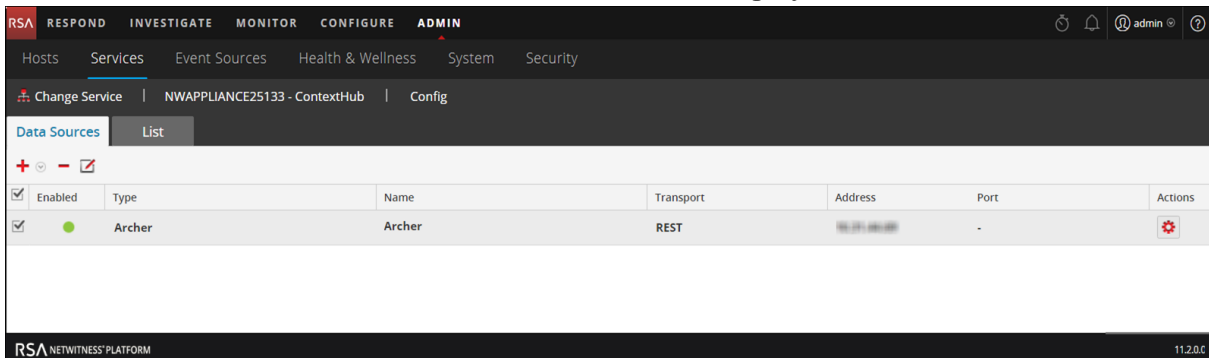 RSA RESPOND INVESTIGATE MONITOR CONFIGURE ADMIN admin ?
Hosts Services Event Sources Health & Wellness System Security
Change Service | NWAPPLIANCE25133 - ContextHub | Config
Data Sources List
Enabled Type Name Transport Address Port Actions
Archer Archer REST -
RSA NETWITNESS® PLATFORM 11.2.0.0